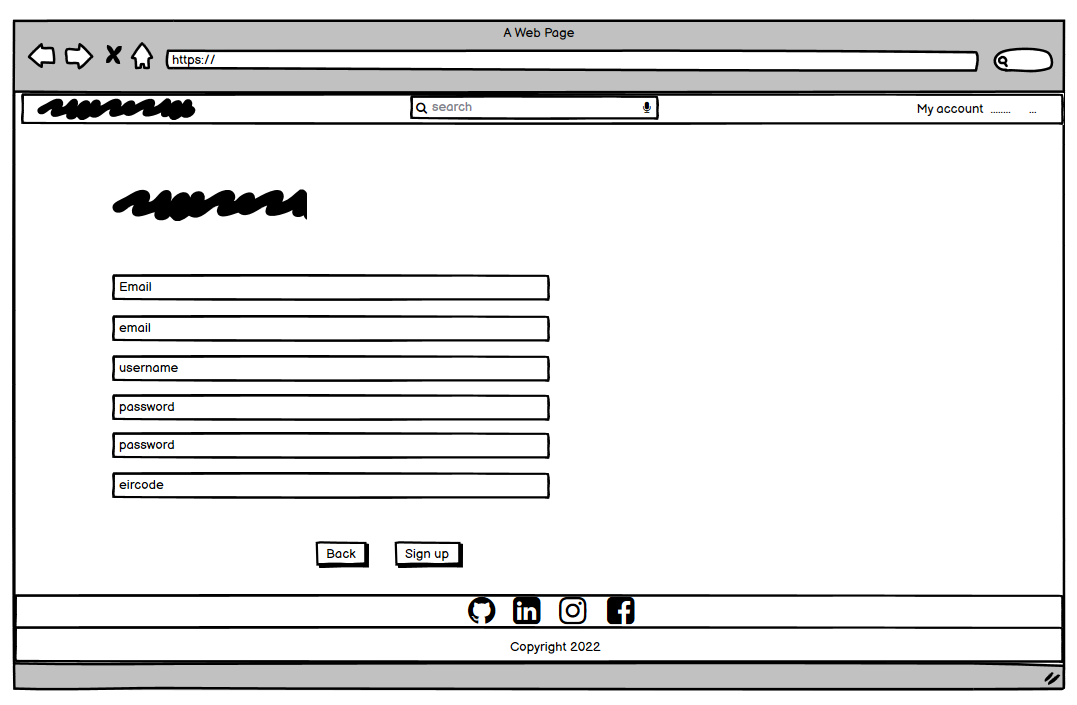 A Web Page
https://
search
My account ........ ...
Email
email
username
password
password
eircode
Back Sign up
Copyright 2022